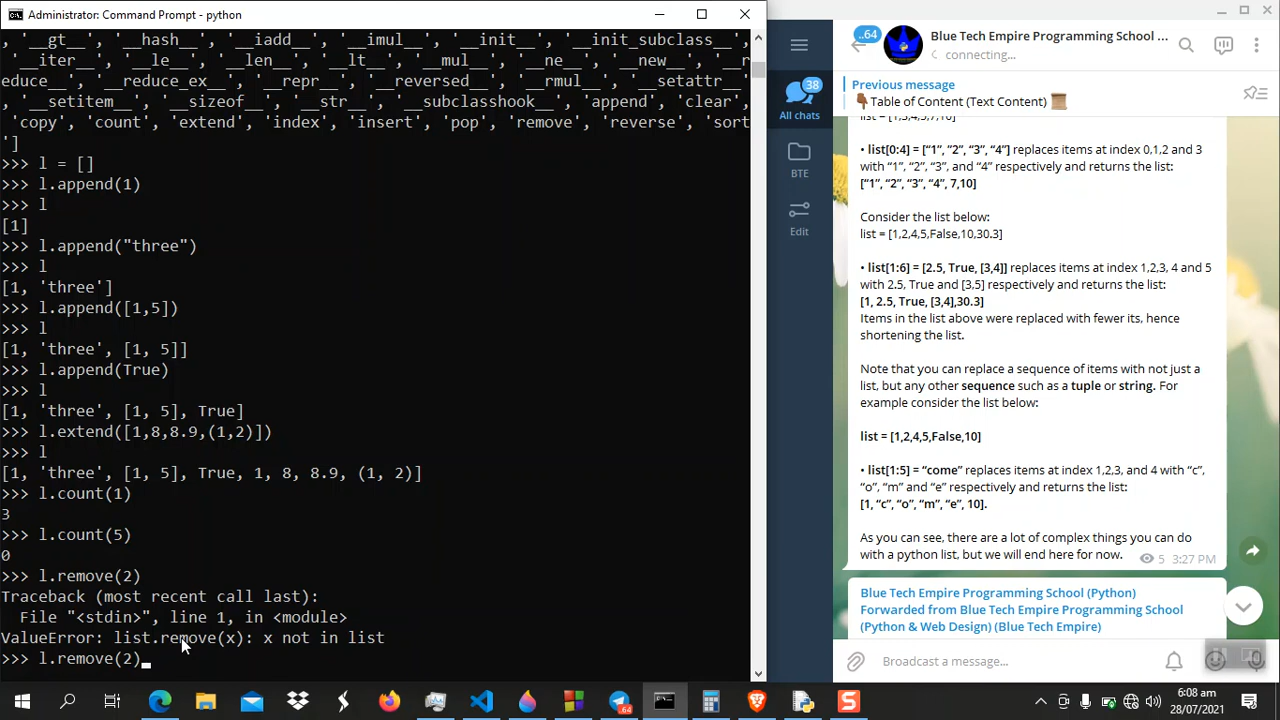 Administrator: Command Prompt - python
, '__gt__', '__hash__', '__iadd__', '__imul__', '__init__', '__init_subclass__',
'__iter__', '__le__', '__len__', '__lt__', '__mul__', '__ne__', '__new__', '__r
educe__', '__reduce_ex__', '__repr__', '__reversed__', '__rmul__', '__setattr__'
, '__setitem__', '__sizeof__', '__str__', '__subclasshook__', 'append', 'clear',
'copy', 'count', 'extend', 'index', 'insert', 'pop', 'remove', 'reverse', 'sort'
]
>>> l = []
>>> l.append(1)
>>> l
[1]
>>> l.append("three")
>>> l
[1, 'three']
>>> l.append([1,5])
>>> l
[1, 'three', [1, 5]]
>>> l.append(True)
>>> l
[1, 'three', [1, 5], True]
>>> l.extend([1,8,8.9,(1,2)])
>>> l
[1, 'three', [1, 5], True, 1, 8, 8.9, (1, 2)]
>>> l.count(1)
3
>>> l.count(5)
0
>>> l.remove(2)
Traceback (most recent call last):
File "<stdin>", line 1, in <module>
ValueError: list.remove(x): x not in list
>>> l.remove(2)
..64
38
All chats
BTE
Edit
..64
Blue Tech Empire Programming School ...
connecting...
Previous message
Table of Content (Text Content)
list = [1,3,4,5,7,10]
• list[0:4] = [“1”, “2”, “3”, “4”] replaces items at index 0,1,2 and 3
with “1”, “2”, “3”, and “4” respectively and returns the list:
[“1”, “2”, “3”, “4”, 7,10]
Consider the list below:
list = [1,2,4,5,False,10,30.3]
• list[1:6] = [2.5, True, [3,4]] replaces items at index 1,2,3, 4 and 5
with 2.5, True and [3,5] respectively and returns the list:
[1, 2.5, True, [3,4],30.3]
Items in the list above were replaced with fewer its, hence
shortening the list.
Note that you can replace a sequence of items with not just a
list, but any other sequence such as a tuple or string. For
example consider the list below:
list = [1,2,4,5,False,10]
• list[1:5] = “come” replaces items at index 1,2,3, and 4 with “c”,
“o”, “m” and “e” respectively and returns the list:
[1, “c”, “o”, “m”, “e”, 10].
As you can see, there are a lot of complex things you can do
with a python list, but we will end here for now.
5 3:27 PM
Blue Tech Empire Programming School (Python)
Forwarded from Blue Tech Empire Programming School
(Python & Web Design) (Blue Tech Empire)
Broadcast a message...
.64
6:08 am
28/07/2021